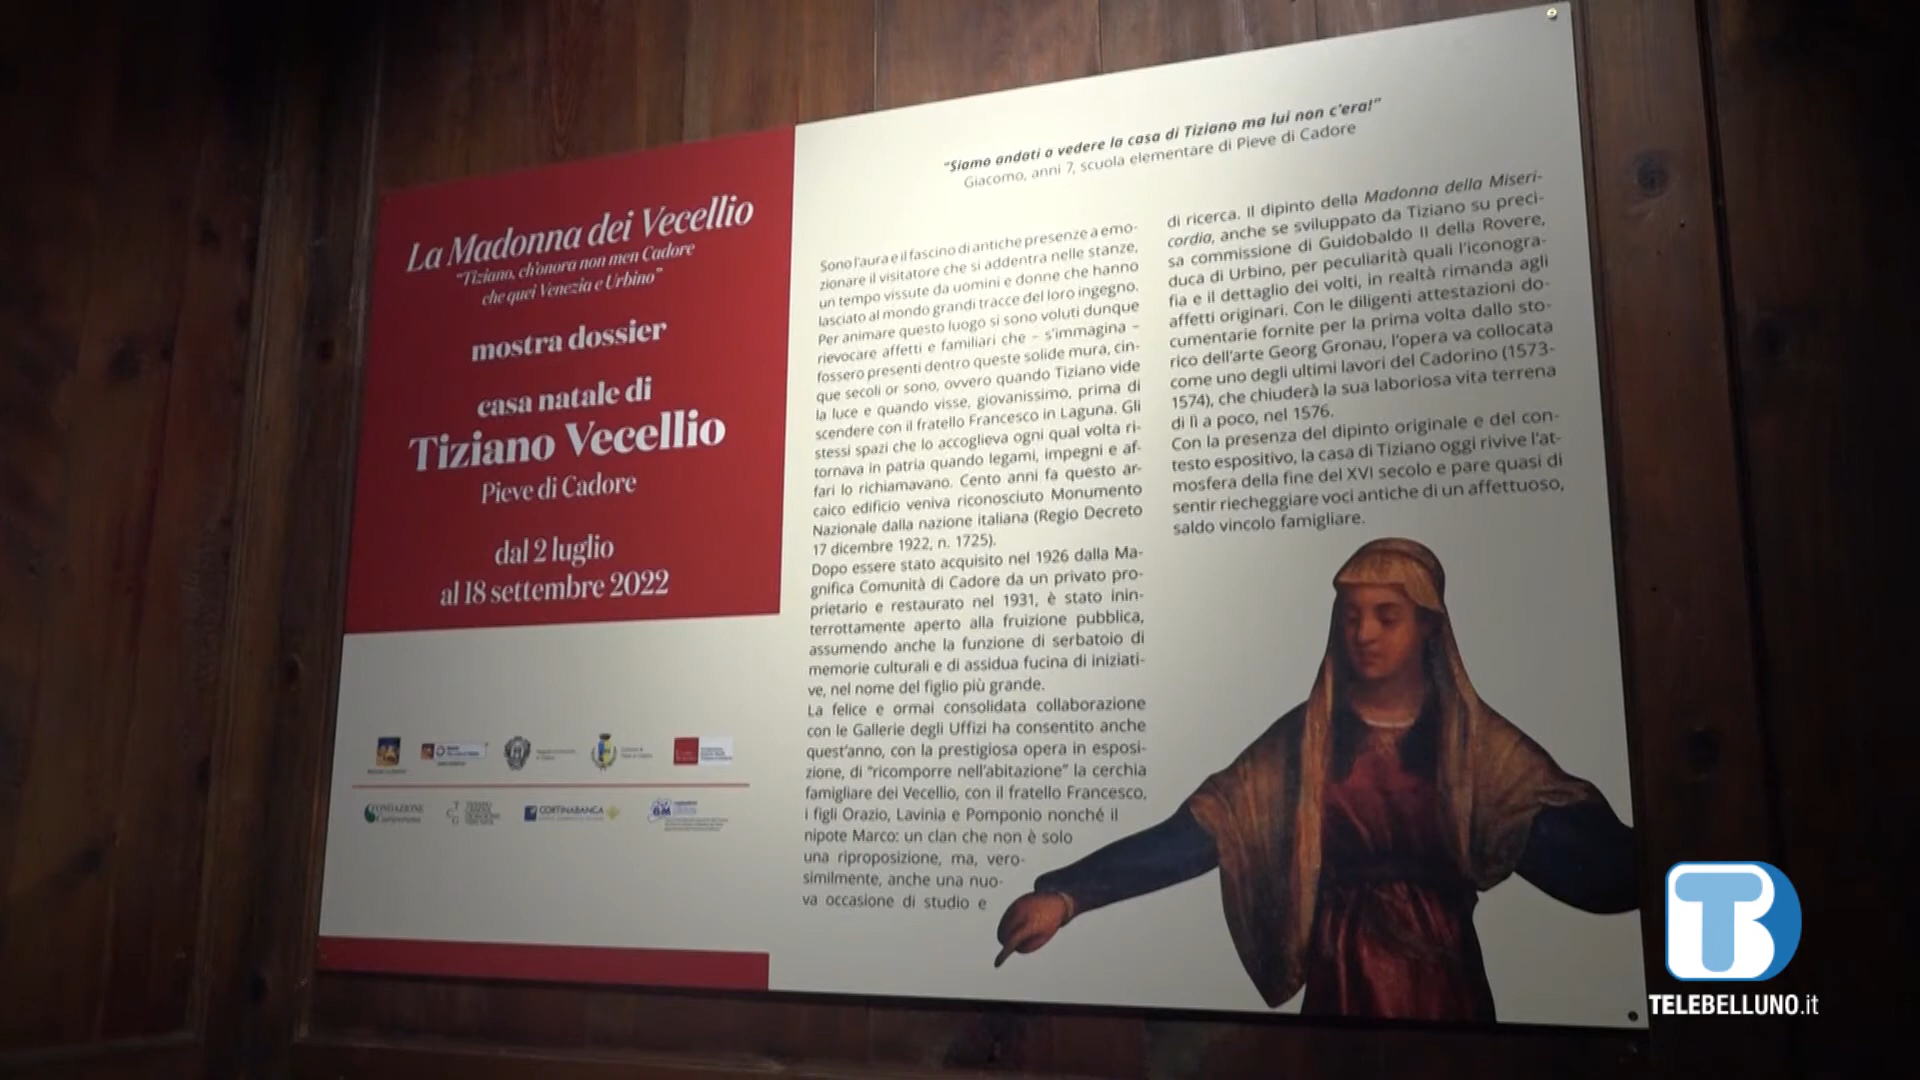 La Madonna dei Vecellio
"Tiziano, ch'onora non men Cadore
che quei Venezia e Urbino"
mostra dossier
casa natale di
Tiziano Vecellio
Pieve di Cadore
dal 2 luglio
al 18 settembre 2022
FONDAZIONE
CORTINABANCA
"Siamo andati a vedere la casa di Tiziano ma lui non c'era!"
Giacomo, anni 7, scuola elementare di Pieve di Cadore
Sono l'aura e il fascino di antiche presenze a emo-
zionare il visitatore che si addentra nelle stanze,
un tempo vissute da uomini e donne che hanno
lasciato al mondo grandi tracce del loro ingegno.
Per animare questo luogo si sono voluti dunque
rievocare affetti e familiari che – s'immagina –
fossero presenti dentro queste solide mura, cin-
que secoli or sono, ovvero quando Tiziano vide
la luce e quando visse, giovanissimo, prima di
scendere con il fratello Francesco in Laguna. Gli
stessi spazi che lo accoglieva ogni qual volta ri-
tornava in patria quando legami, impegni e af-
fari lo richiamavano. Cento anni fa questo ar-
caico edificio veniva riconosciuto Monumento
Nazionale dalla nazione italiana (Regio Decreto
17 dicembre 1922, n. 1725).
Dopo essere stato acquisito nel 1926 dalla Ma-
gnifica Comunità di Cadore da un privato pro-
prietario e restaurato nel 1931, è stato inin-
terrottamente aperto alla fruizione pubblica,
assumendo anche la funzione di serbatoio di
memorie culturali e di assidua fucina di iniziati-
ve, nel nome del figlio più grande.
La felice e ormai consolidata collaborazione
con le Gallerie degli Uffizi ha consentito anche
quest'anno, con la prestigiosa opera in esposi-
zione, di "ricomporre nell'abitazione" la cerchia
famigliare dei Vecellio, con il fratello Francesco,
i figli Orazio, Lavinia e Pomponio nonché il
nipote Marco: un clan che non è solo
una riproposizione, ma, vero-
similmente, anche una nuo-
va occasione di studio e
di ricerca. Il dipinto della Madonna della Miseri-
cordia, anche se sviluppato da Tiziano su preci-
sa commissione di Guidobaldo II della Rovere,
duca di Urbino, per peculiarità quali l'iconogra-
fia e il dettaglio dei volti, in realtà rimanda agli
affetti originari. Con le diligenti attestazioni do-
cumentarie fornite per la prima volta dallo sto-
rico dell'arte Georg Gronau, l'opera va collocata
come uno degli ultimi lavori del Cadorino (1573-
1574), che chiuderà la sua laboriosa vita terrena
di lì a poco, nel 1576.
Con la presenza del dipinto originale e del con-
testo espositivo, la casa di Tiziano oggi rivive l'at-
mosfera della fine del XVI secolo e pare quasi di
sentir riecheggiare voci antiche di un affettuoso,
saldo vincolo famigliare.
TB
TELEBELLUNO.it